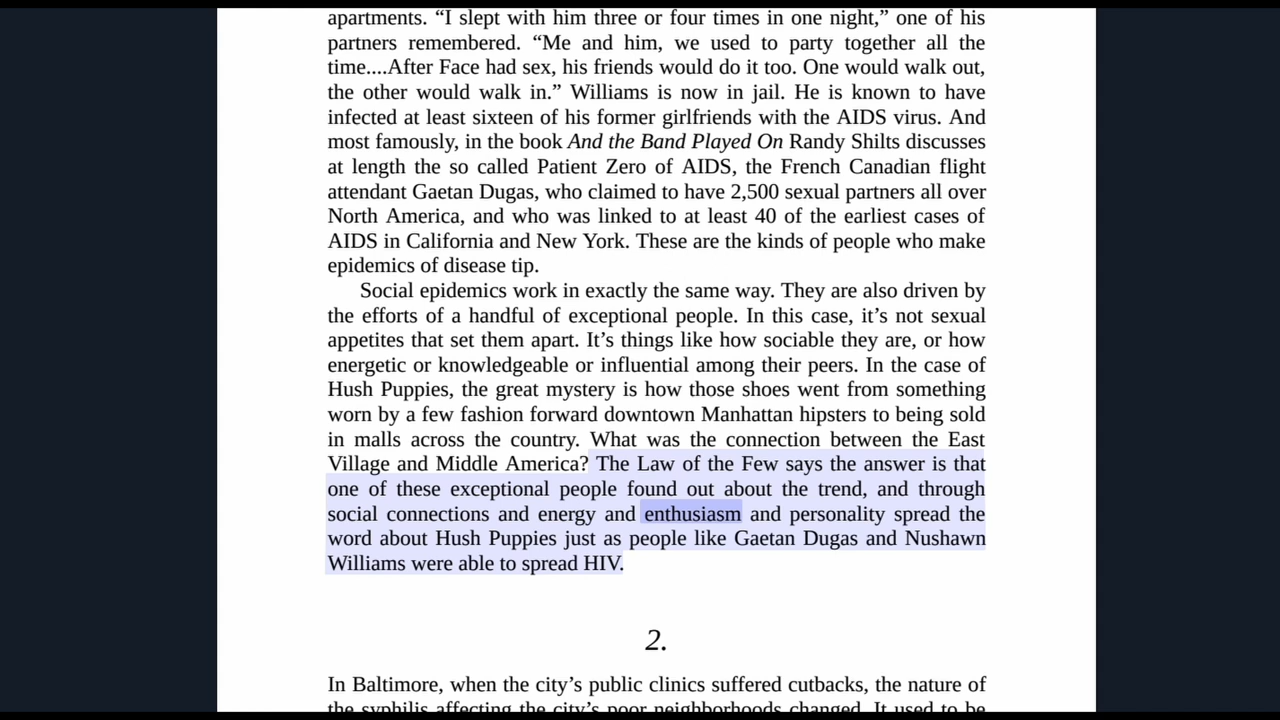 apartments. “I slept with him three or four times in one night,” one of his
partners remembered. “Me and him, we used to party together all the
time....After Face had sex, his friends would do it too. One would walk out,
the other would walk in.” Williams is now in jail. He is known to have
infected at least sixteen of his former girlfriends with the AIDS virus. And
most famously, in the book And the Band Played On Randy Shilts discusses
at length the so called Patient Zero of AIDS, the French Canadian flight
attendant Gaetan Dugas, who claimed to have 2,500 sexual partners all over
North America, and who was linked to at least 40 of the earliest cases of
AIDS in California and New York. These are the kinds of people who make
epidemics of disease tip.
Social epidemics work in exactly the same way. They are also driven by
the efforts of a handful of exceptional people. In this case, it’s not sexual
appetites that set them apart. It’s things like how sociable they are, or how
energetic or knowledgeable or influential among their peers. In the case of
Hush Puppies, the great mystery is how those shoes went from something
worn by a few fashion forward downtown Manhattan hipsters to being sold
in malls across the country. What was the connection between the East
Village and Middle America? The Law of the Few says the answer is that
one of these exceptional people found out about the trend, and through
social connections and energy and enthusiasm and personality spread the
word about Hush Puppies just as people like Gaetan Dugas and Nushawn
Williams were able to spread HIV.
2.
In Baltimore, when the city’s public clinics suffered cutbacks, the nature of
the syphilis affecting the city’s poor neighborhoods changed. It used to be